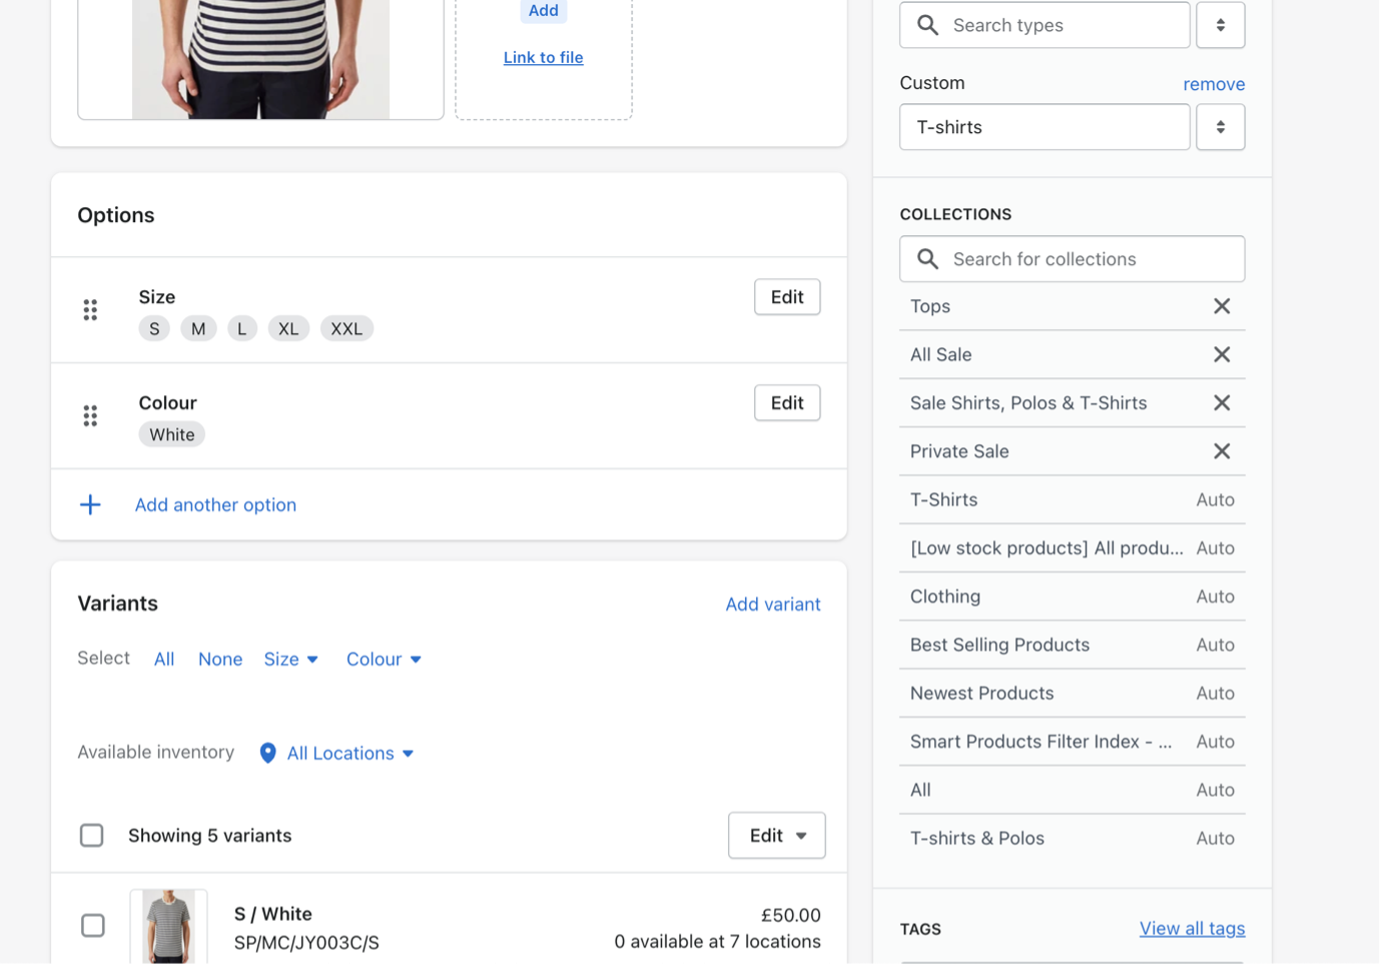 Add
Link to file
Options
Size
Edit
S M L XL XXL
Colour
Edit
White
Add another option
Variants
Add variant
Select All None Size Colour
Available inventory All Locations
Showing 5 variants
Edit
S / White
£50.00
SP/MC/JY003C/S
0 available at 7 locations
Search types
Custom
remove
T-shirts
COLLECTIONS
Search for collections
Tops
All Sale
Sale Shirts, Polos & T-Shirts
Private Sale
T-Shirts Auto
[Low stock products] All produ... Auto
Clothing Auto
Best Selling Products Auto
Newest Products Auto
Smart Products Filter Index - ... Auto
All Auto
T-shirts & Polos Auto
TAGS
View all tags